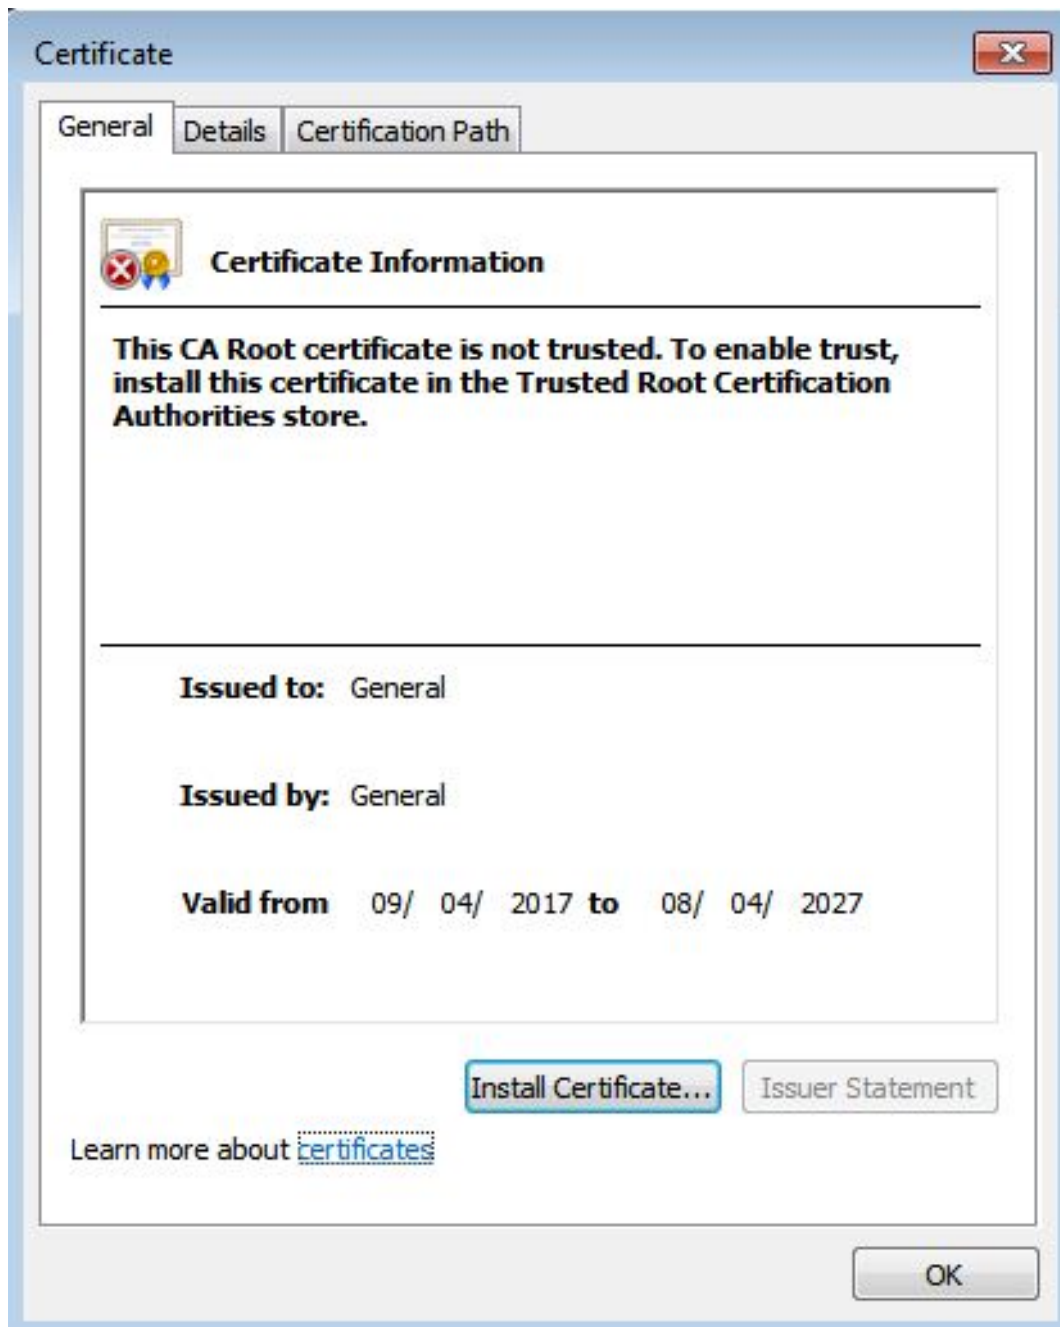 Certificate
General Details Certification Path
Certificate Information
This CA Root certificate is not trusted. To enable trust,
install this certificate in the Trusted Root Certification
Authorities store.
Issued to: General
Issued by: General
Valid from 09/ 04/ 2017 to 08/ 04/ 2027
Install Certificate... Issuer Statement
Learn more about certificates
OK